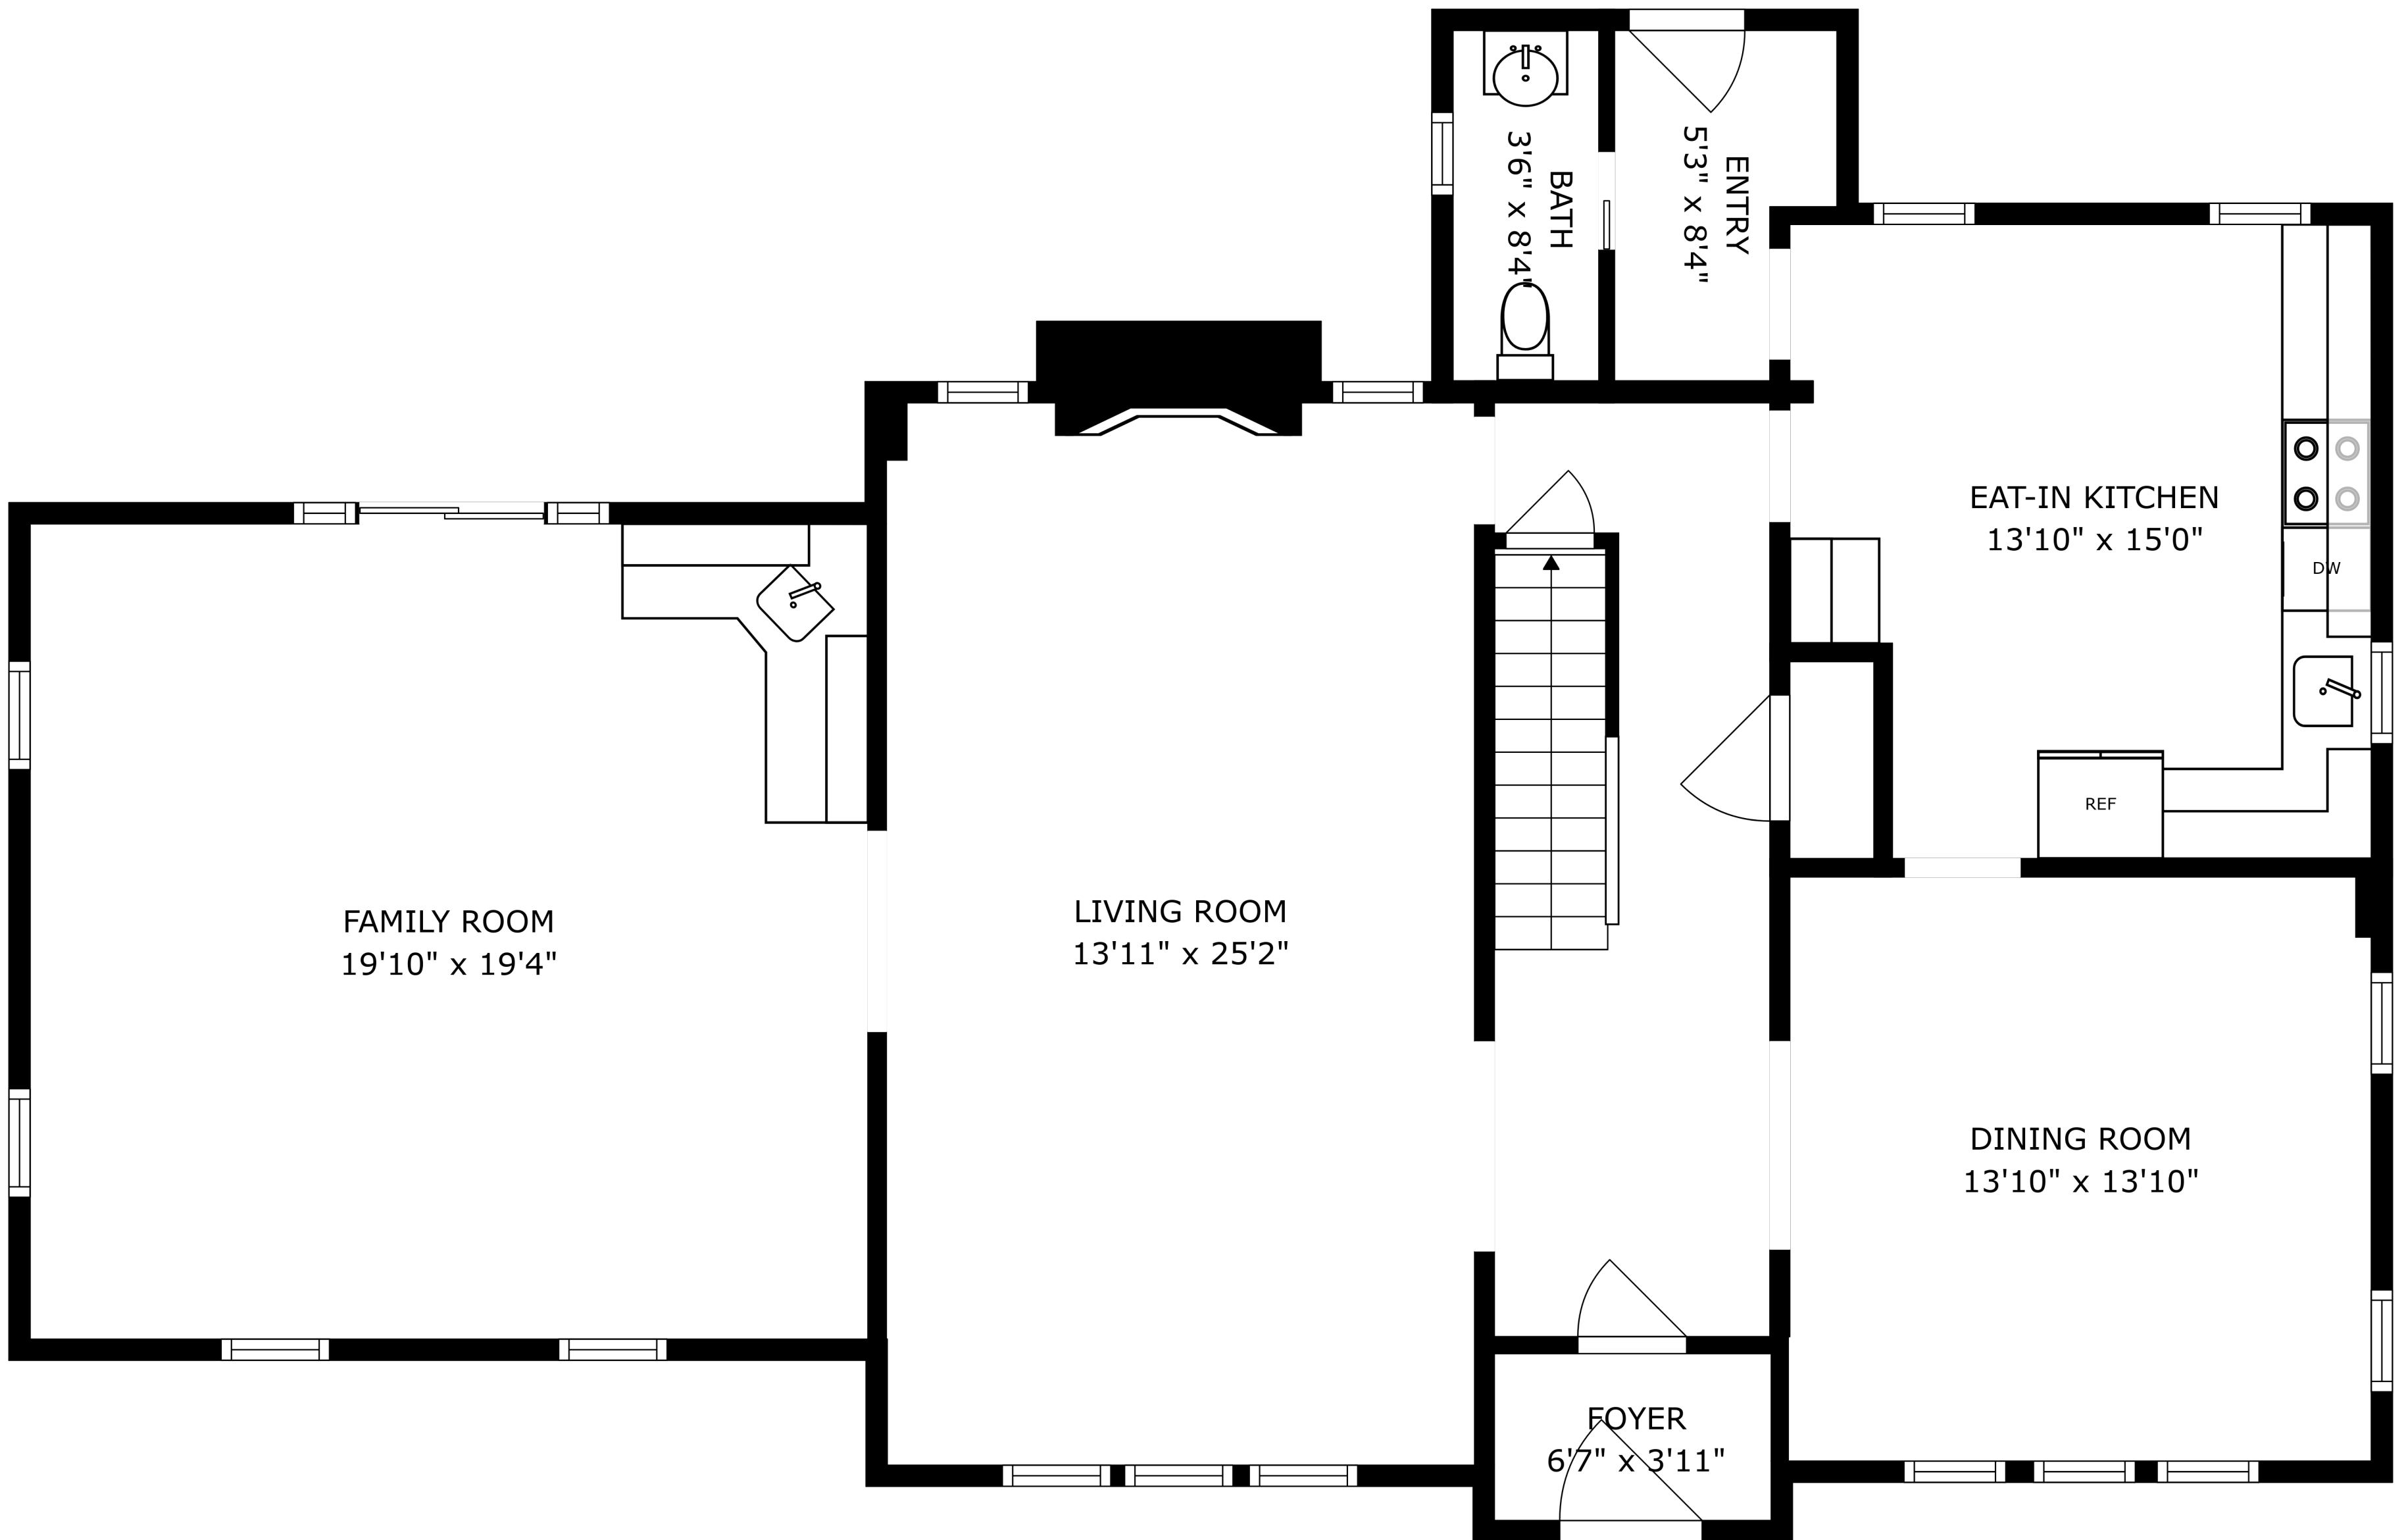 BATH
3'6" x 8'4"
ENTRY
5'3" x 8'4"
EAT-IN KITCHEN
13'10" x 15'0"
DW
REF
FAMILY ROOM
19'10" x 19'4"
LIVING ROOM
13'11" x 25'2"
DINING ROOM
13'10" x 13'10"
FOYER
6'7" x 3'11"